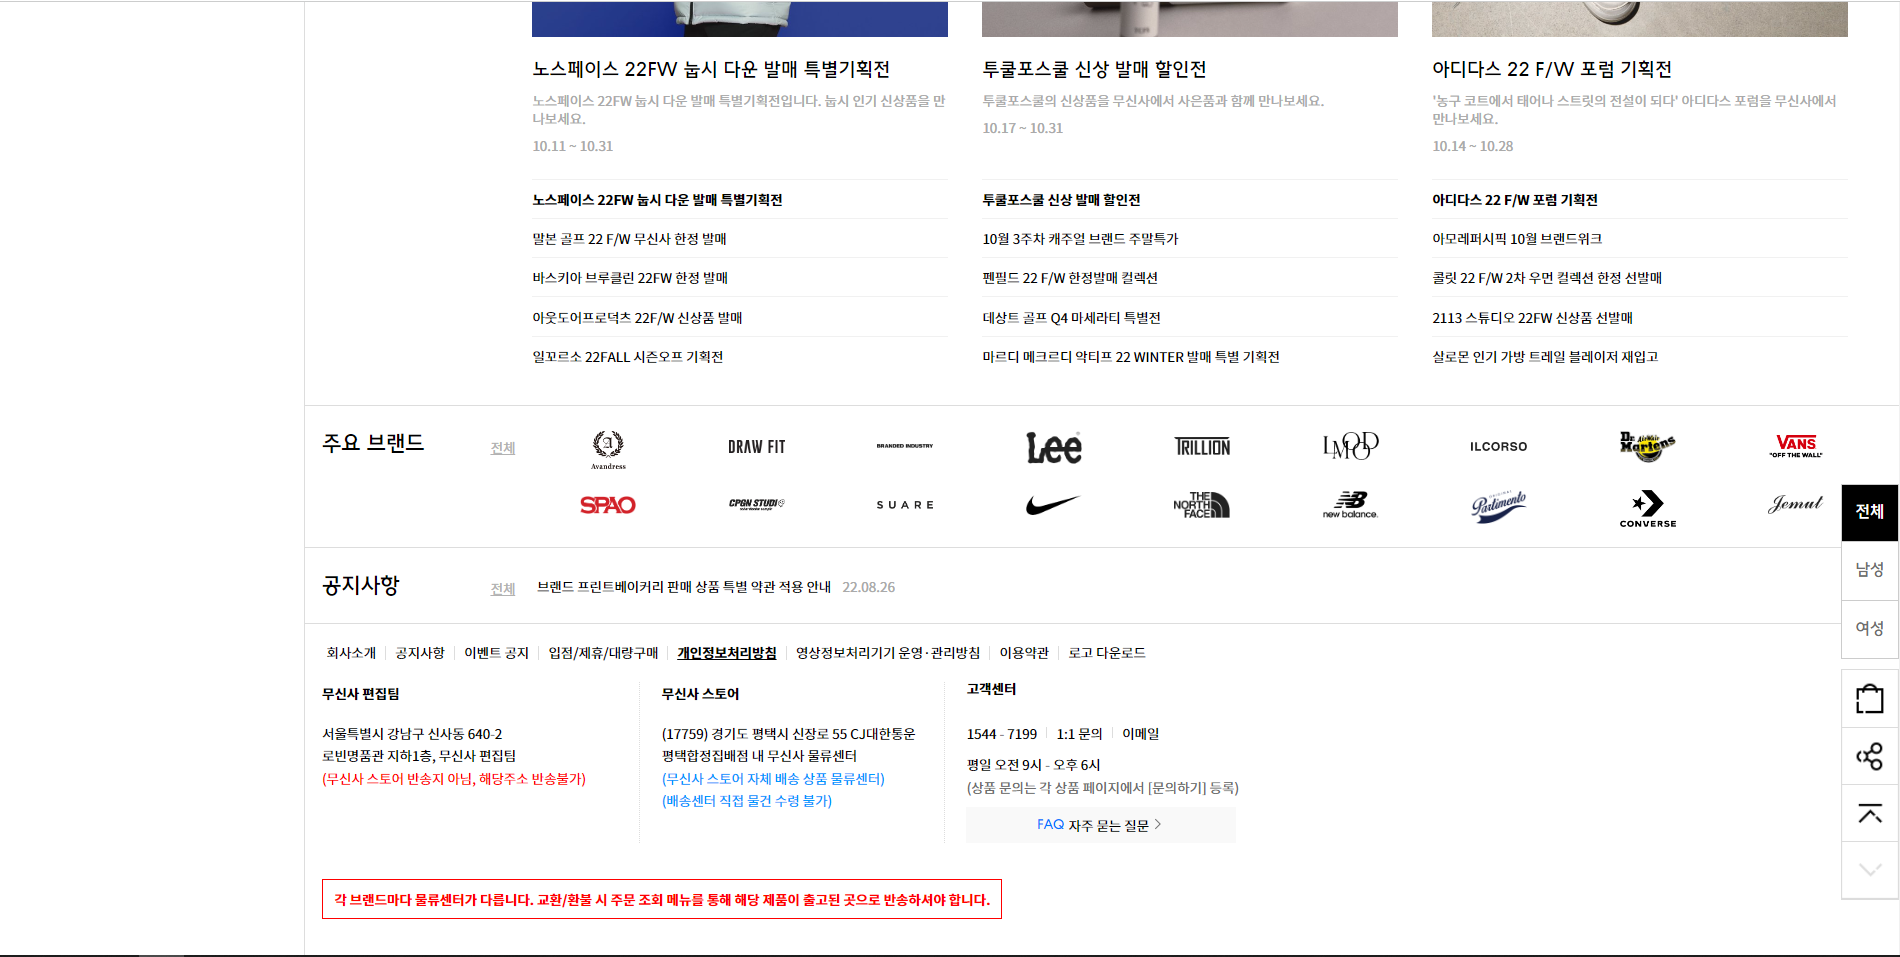 노스페이스 22FW 눕시 다운 발매 특별기획전
노스페이스 22FW 눕시 다운 발매 특별기획전입니다. 눕시 인기 신상품을 만
나보세요.
10.11 ~ 10.31
투쿨포스쿨 신상 발매 할인전
투쿨포스쿨의 신상품을 무신사에서 사은품과 함께 만나보세요.
10.17 ~ 10.31
아디다스 22 F/W 포럼 기획전
'농구 코트에서 태어나 스트릿의 전설이 되다' 아디다스 포럼을 무신사에서
만나보세요.
10.14 ~ 10.28
노스페이스 22FW 눕시 다운 발매 특별기획전
말본 골프 22 F/W 무신사 한정 발매
바스키아 브루클린 22FW 한정 발매
아웃도어프로덕츠 22F/W 신상품 발매
일꼬르소 22FALL 시즌오프 기획전
투쿨포스쿨 신상 발매 할인전
10월 3주차 캐주얼 브랜드 주말특가
펜필드 22 F/W 한정발매 컬렉션
데상트 골프 Q4 마세라티 특별전
마르디 메크르디 악티프 22 WINTER 발매 특별 기획전
아디다스 22 F/W 포럼 기획전
아모레퍼시픽 10월 브랜드위크
콜릿 22 F/W 2차 우먼 컬렉션 한정 선발매
2113 스튜디오 22FW 신상품 선발매
살로몬 인기 가방 트레일 블레이저 재입고
주요 브랜드
전체
A
Avandress
DRAW FIT
BRANDED INDUSTRY
Lee
TRILLION
LMOOD
ILCORSO
Dr. Martens
AirWair
VANS
"OFF THE WALL"
SPAO
CPGN STUDIO
SUARE
THE
NORTH
FACE
new balance.
ORIGINAL
Partimento
CONVERSE
Jemut
공지사항
전체
브랜드 프린트베이커리 판매 상품 특별 약관 적용 안내 22.08.26
회사소개 공지사항 이벤트 공지 입점/제휴/대량구매 개인정보처리방침 영상정보처리기기 운영·관리방침 이용약관 로고 다운로드
무신사 편집팀
서울특별시 강남구 신사동 640-2
로빈명품관 지하1층, 무신사 편집팀
(무신사 스토어 반송지 아님, 해당주소 반송불가)
무신사 스토어
(17759) 경기도 평택시 신장로 55 CJ대한통운
평택합정집배점 내 무신사 물류센터
(무신사 스토어 자체 배송 상품 물류센터)
(배송센터 직접 물건 수령 불가)
고객센터
1544 - 7199 1:1 문의 이메일
평일 오전 9시 - 오후 6시
(상품 문의는 각 상품 페이지에서 [문의하기] 등록)
FAQ 자주 묻는 질문
각 브랜드마다 물류센터가 다릅니다. 교환/환불 시 주문 조회 메뉴를 통해 해당 제품이 출고된 곳으로 반송하셔야 합니다.
전체
남성
여성